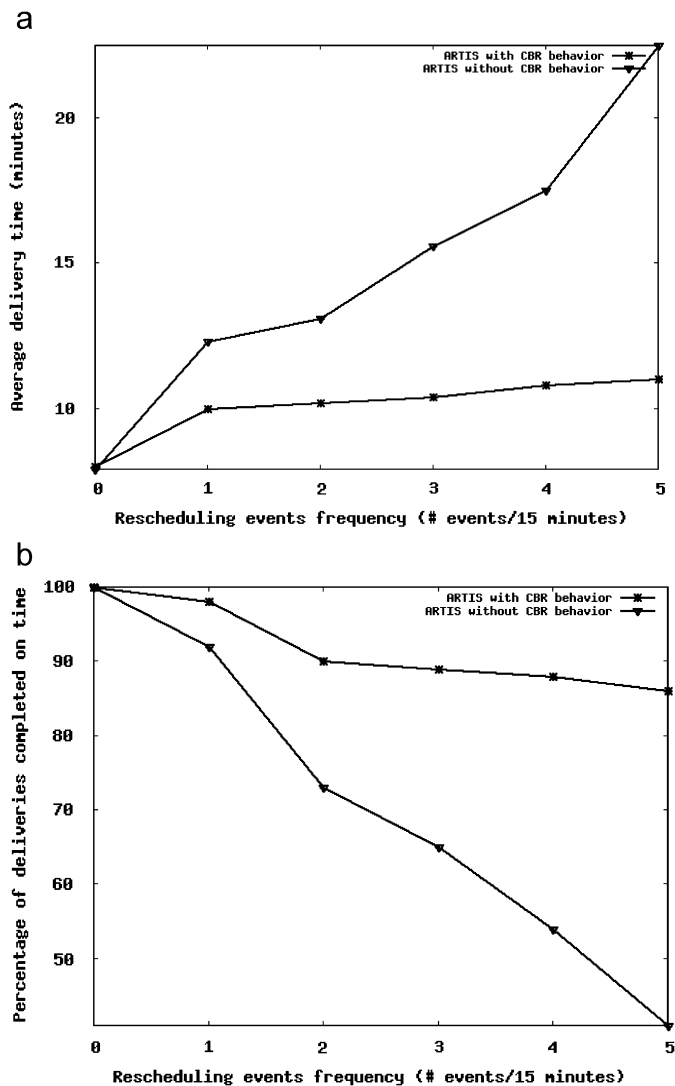 a
ARTIS with CBR behavior
ARTIS without CBR behavior
20
15
10
Average delivery time (minutes)
0 1 2 3 4 5
Rescheduling events frequency (# events/15 minutes)
b
100
ARTIS with CBR behavior
ARTIS without CBR behavior
90
80
70
60
50
Percentage of deliveries completed on time
0 1 2 3 4 5
Rescheduling events frequency (# events/15 minutes)